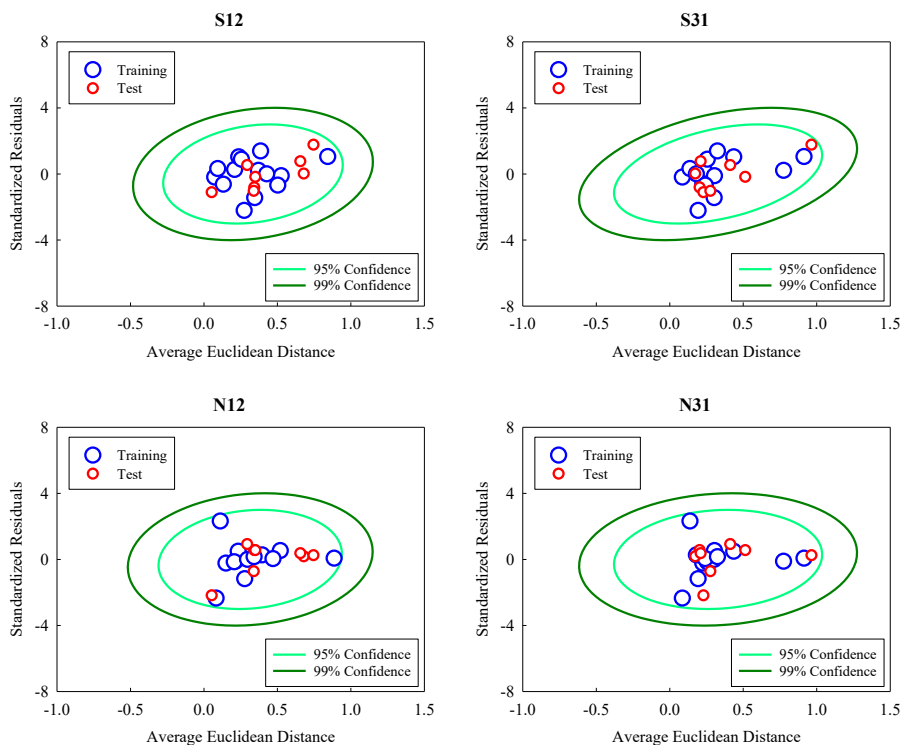 S12
8
4
0
-4
-8
Standardized Residuals
Training
Test
95% Confidence
99% Confidence
-1.0 -0.5 0.0 0.5 1.0 1.5
Average Euclidean Distance
S31
8
4
0
-4
-8
Standardized Residuals
Training
Test
95% Confidence
99% Confidence
-1.0 -0.5 0.0 0.5 1.0 1.5
Average Euclidean Distance
N12
8
4
0
-4
-8
Standardized Residuals
Training
Test
95% Confidence
99% Confidence
-1.0 -0.5 0.0 0.5 1.0 1.5
Average Euclidean Distance
N31
8
4
0
-4
-8
Standardized Residuals
Training
Test
95% Confidence
99% Confidence
-1.0 -0.5 0.0 0.5 1.0 1.5
Average Euclidean Distance